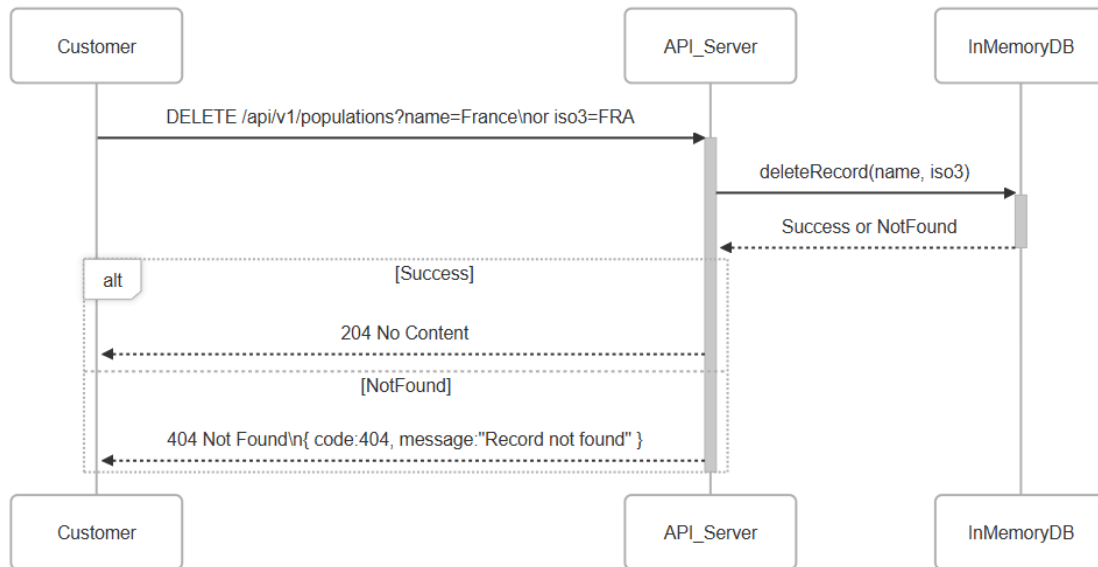 Customer
API_Server
InMemoryDB
DELETE /api/v1/populations?name=France\nor iso3=FRA
deleteRecord(name, iso3)
Success or NotFound
alt
[Success]
204 No Content
[NotFound]
404 Not Found\n{ code:404, message:"Record not found" }
Customer
API_Server
InMemoryDB